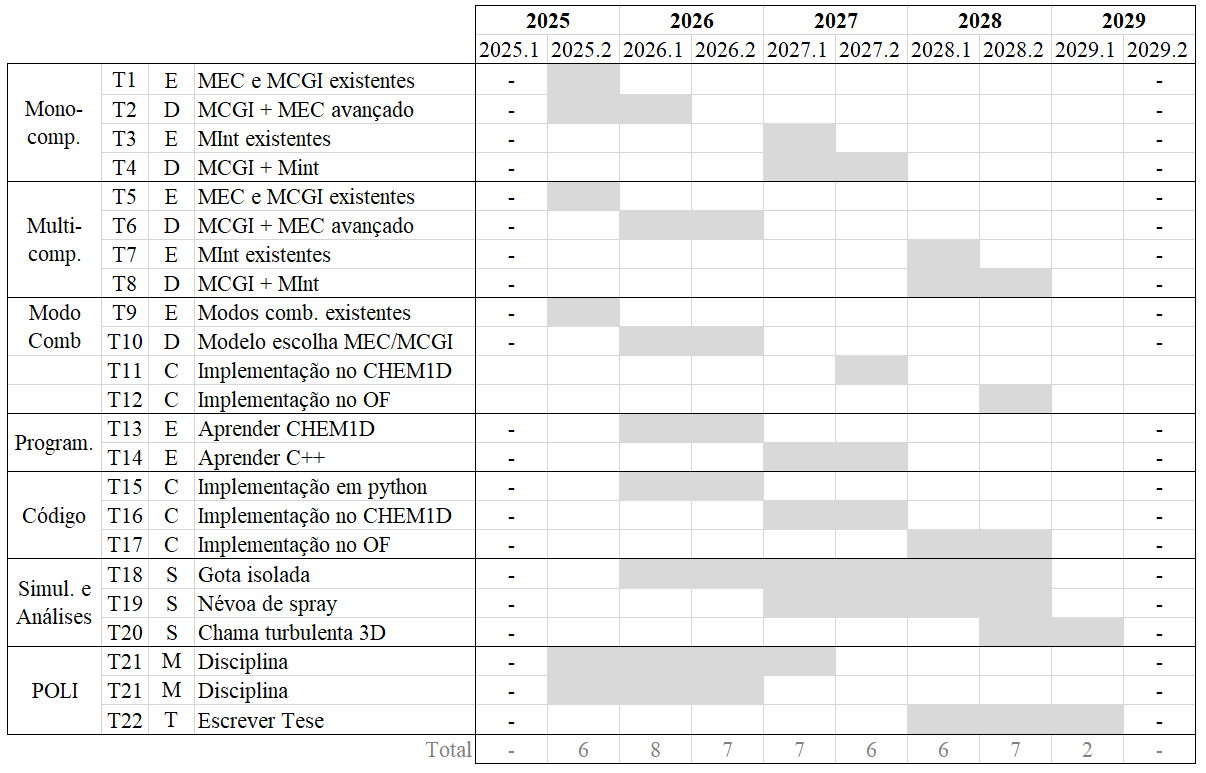 2025 2026 2027 2028 2029
2025.1 2025.2 2026.1 2026.2 2027.1 2027.2 2028.1 2028.2 2029.1 2029.2
Mono-
comp.
T1 E MEC e MCGI existentes - -
T2 D MCGI + MEC avançado - -
T3 E MInt existentes - -
T4 D MCGI + Mint - -
Multi-
comp.
T5 E MEC e MCGI existentes - -
T6 D MCGI + MEC avançado - -
T7 E MInt existentes - -
T8 D MCGI + MInt - -
Modo
Comb
T9 E Modos comb. existentes - -
T10 D Modelo escolha MEC/MCGI - -
T11 C Implementação no CHEM1D
T12 C Implementação no OF
Program.
T13 E Aprender CHEM1D - -
T14 E Aprender C++ - -
Código
T15 C Implementação em python - -
T16 C Implementação no CHEM1D - -
T17 C Implementação no OF - -
Simul. e
Análises
T18 S Gota isolada - -
T19 S Névoa de spray - -
T20 S Chama turbulenta 3D - -
POLI
T21 M Disciplina - -
T21 M Disciplina - -
T22 T Escrever Tese - -
Total - 6 8 7 7 6 6 7 2 -